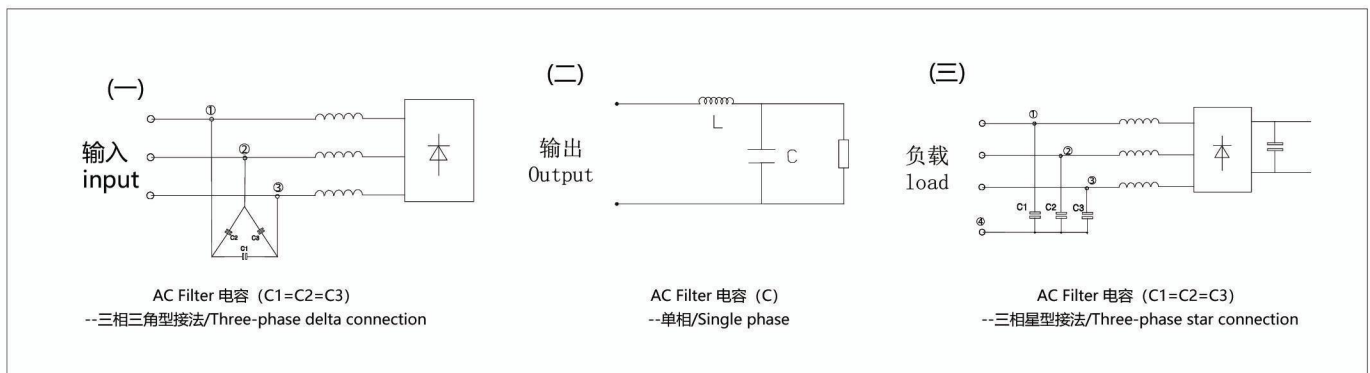 (一)
①
②
③
输入
input
C2
C3
C1
AC Filter 电容（C1=C2=C3）
--三相三角型接法/Three-phase delta connection
(二)
输出
Output
L
C
AC Filter 电容（C）
--单相/Single phase
(三)
①
②
③
④
负载
load
C1
C2
C3
AC Filter 电容（C1=C2=C3）
--三相星型接法/Three-phase star connection